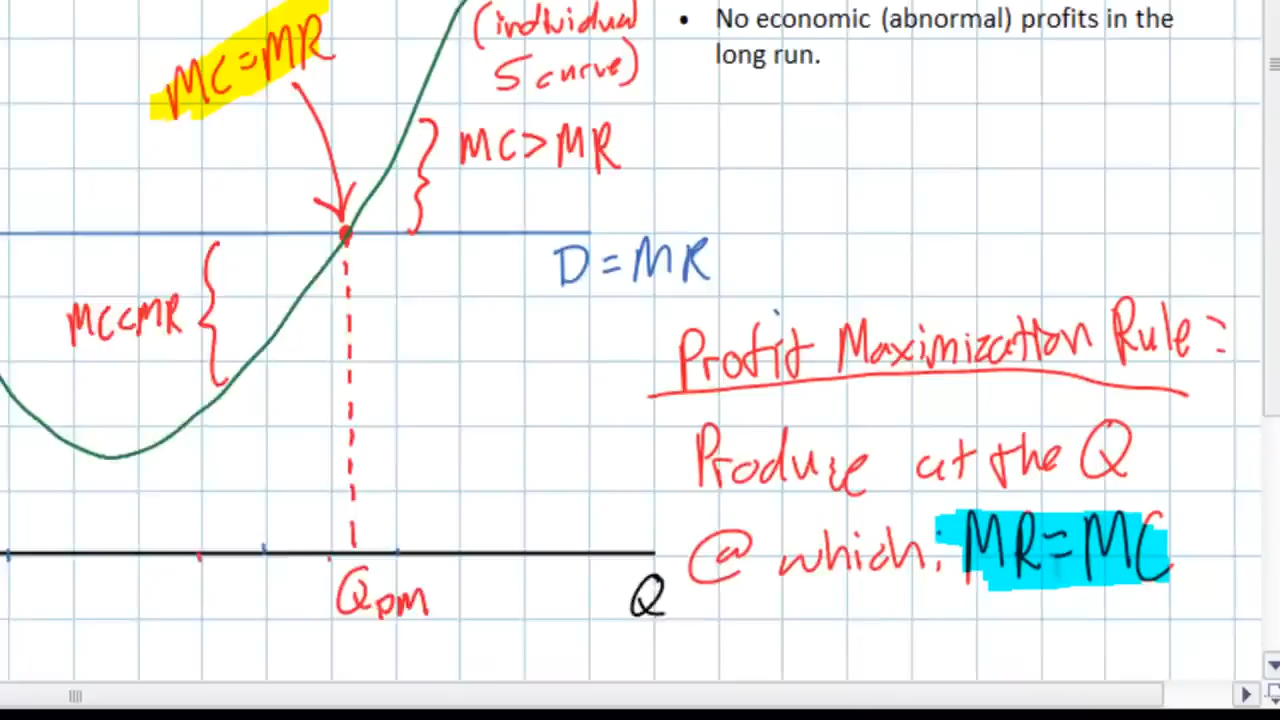 MC=MR
(individual
S curve)
• No economic (abnormal) profits in the
long run.
MC>MR
D=MR
MC<MR
Profit Maximization Rule:
Produce at the Q
@ which: MR=MC
Qpm
Q